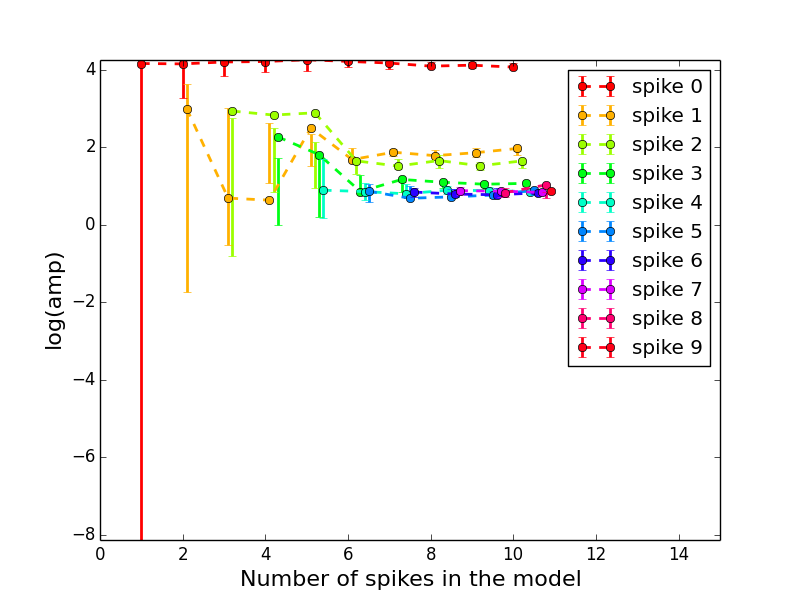 4
2
0
−2
−4
−6
−8
0 2 4 6 8 10 12 14
log(amp)
Number of spikes in the model
spike 0
spike 1
spike 2
spike 3
spike 4
spike 5
spike 6
spike 7
spike 8
spike 9